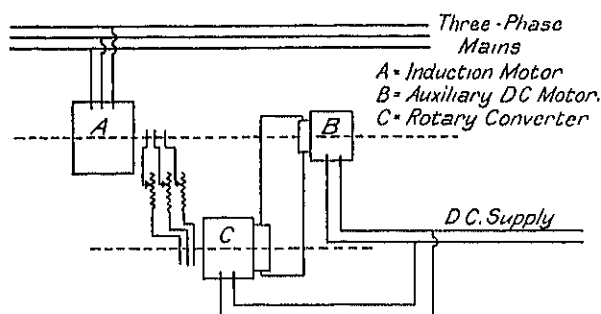 Three-Phase
Mains
A = Induction Motor
B = Auxiliary DC Motor.
C = Rotary Converter
A
B
C
D.C. Supply